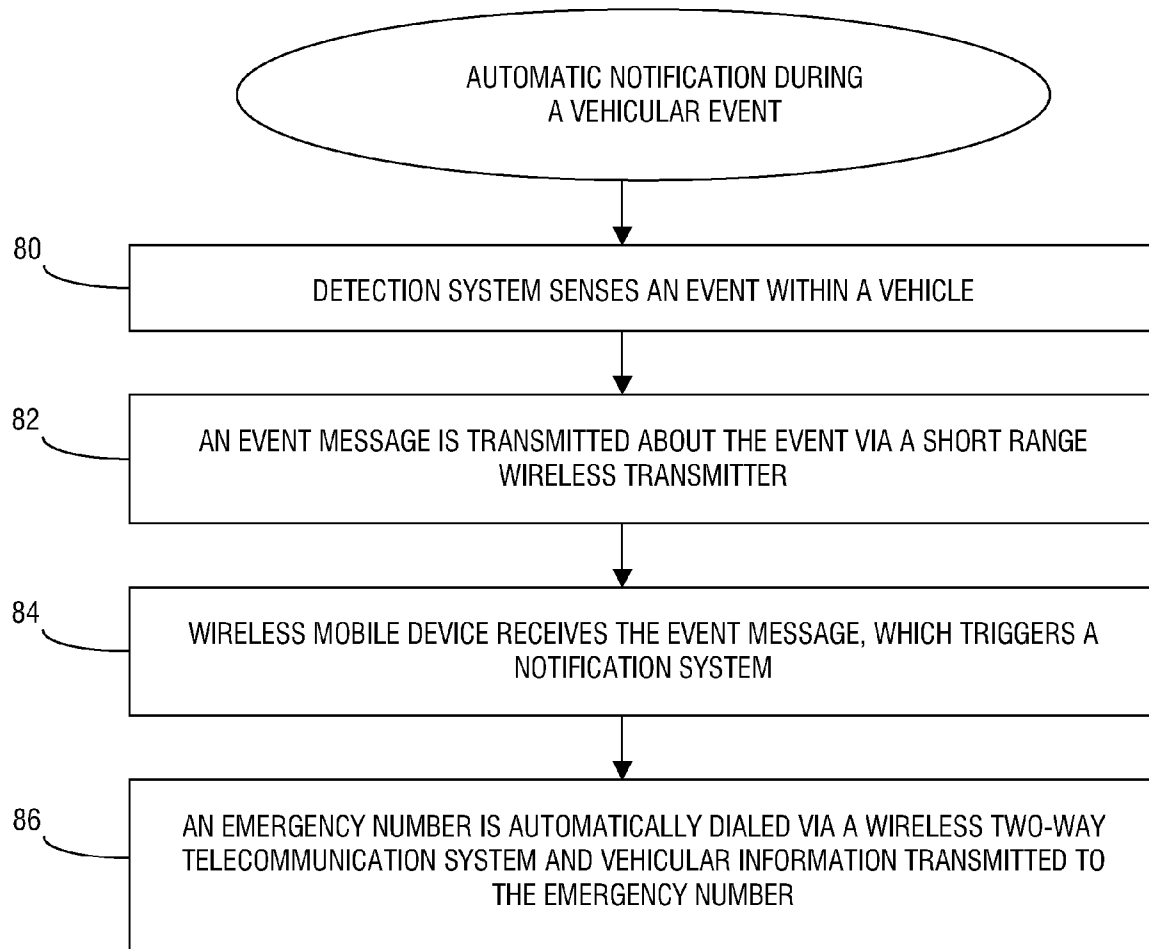 AUTOMATIC NOTIFICATION DURING
A VEHICULAR EVENT
80
DETECTION SYSTEM SENSES AN EVENT WITHIN A VEHICLE
82
AN EVENT MESSAGE IS TRANSMITTED ABOUT THE EVENT VIA A SHORT RANGE
WIRELESS TRANSMITTER
84
WIRELESS MOBILE DEVICE RECEIVES THE EVENT MESSAGE, WHICH TRIGGERS A
NOTIFICATION SYSTEM
86
AN EMERGENCY NUMBER IS AUTOMATICALLY DIALED VIA A WIRELESS TWO-WAY
TELECOMMUNICATION SYSTEM AND VEHICULAR INFORMATION TRANSMITTED TO
THE EMERGENCY NUMBER